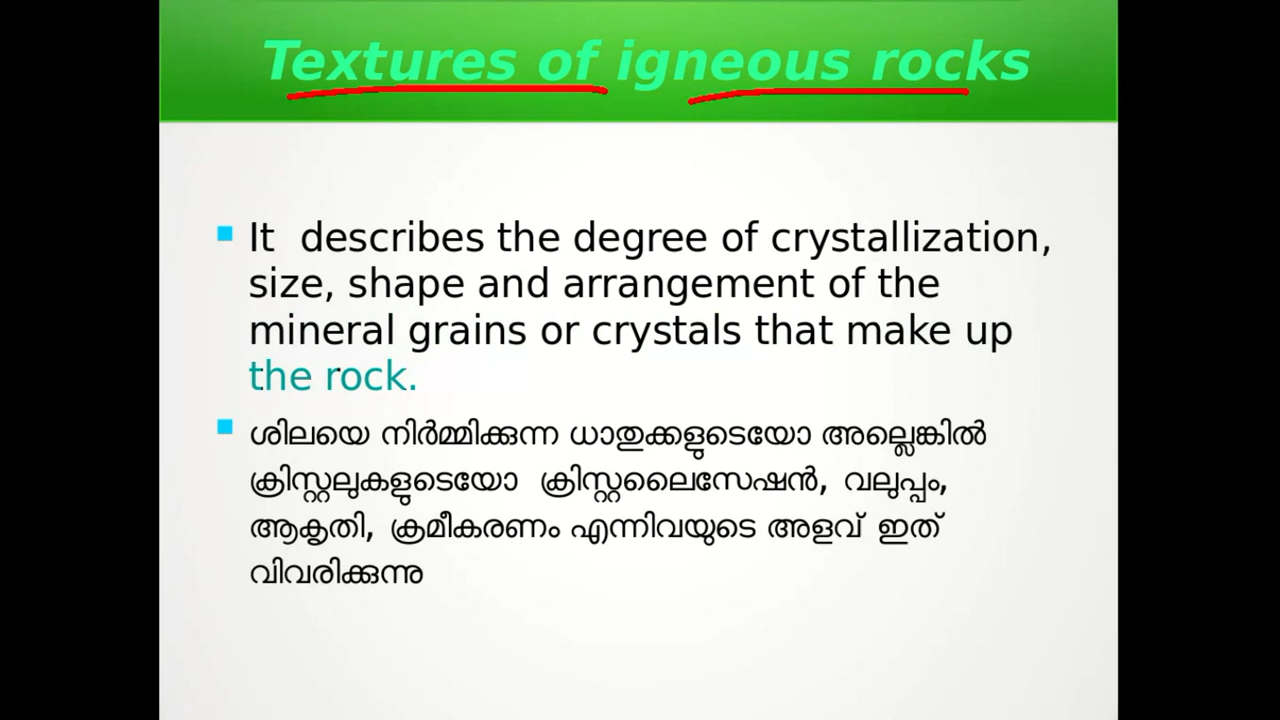 Textures of igneous rocks
It describes the degree of crystallization,
size, shape and arrangement of the
mineral grains or crystals that make up
the rock.
ശിലയെ നിർമ്മിക്കുന്ന ധാതുക്കളുടെയോ അല്ലെങ്കിൽ
ക്രിസ്റ്റലുകളുടെയോ ക്രിസ്റ്റലൈസേഷൻ, വലുപ്പം,
ആകൃതി, ക്രമീകരണം എന്നിവയുടെ അളവ് ഇത്
വിവരിക്കുന്നു